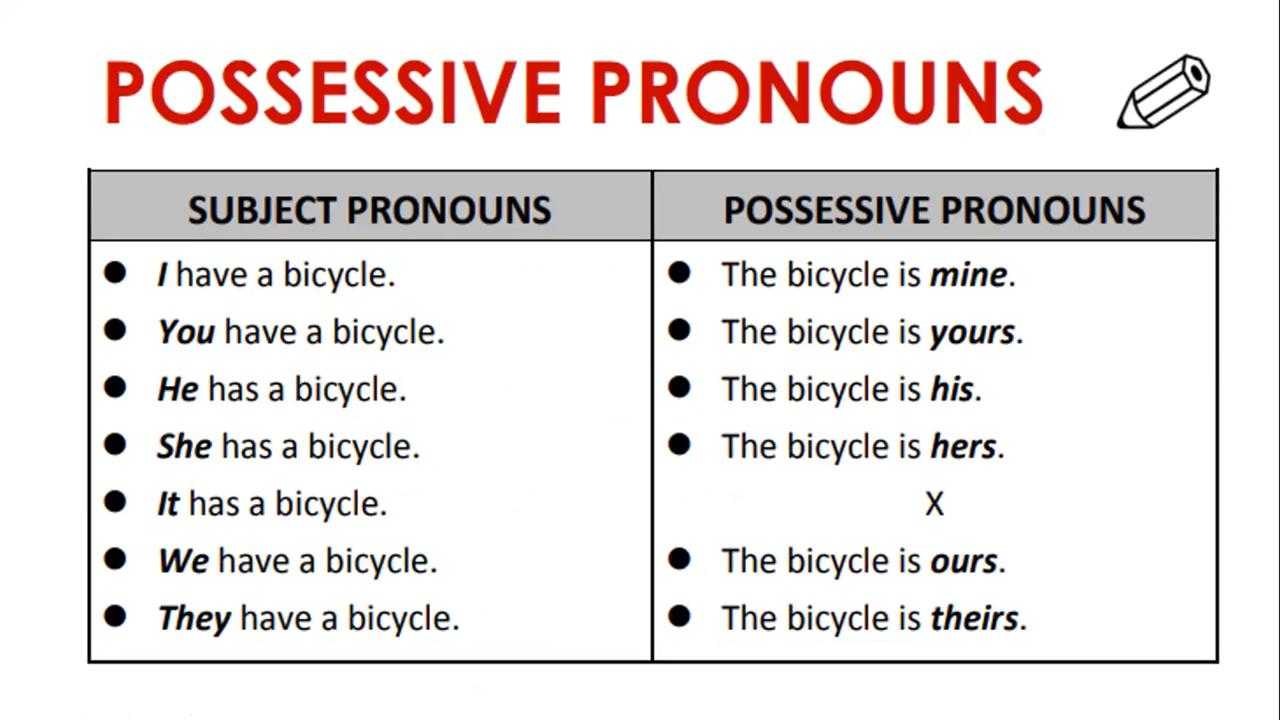 POSSESSIVE PRONOUNS
SUBJECT PRONOUNS POSSESSIVE PRONOUNS
● I have a bicycle. ● The bicycle is mine.
● You have a bicycle. ● The bicycle is yours.
● He has a bicycle. ● The bicycle is his.
● She has a bicycle. ● The bicycle is hers.
● It has a bicycle. X
● We have a bicycle. ● The bicycle is ours.
● They have a bicycle. ● The bicycle is theirs.